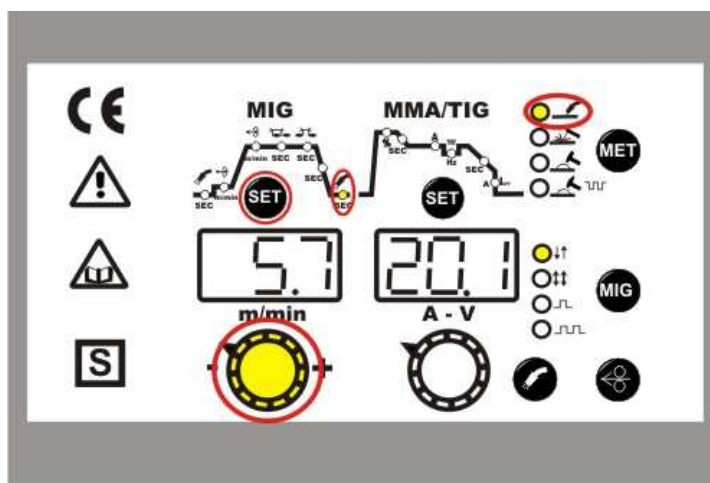 CE
MIG
MMA/TIG
m/min SEC SEC
SEC m/min
SEC
% SEC
A
Hz
SEC
A
SET
SET
MET
5.7
20.1
m/min
A - V
- +
MIG
S